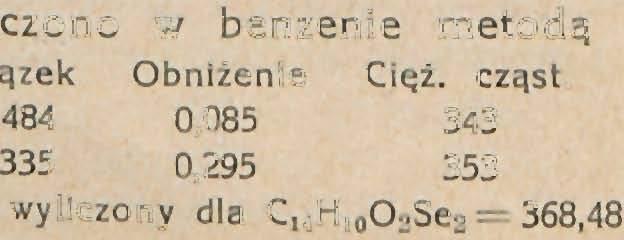 czono w benzenie metodą
ązek Obniżenie Cięż. cząst
484 0,085 343
335 0,295 353
wyliczony dla C₁₄H₁₀O₂Se₂ = 368,48